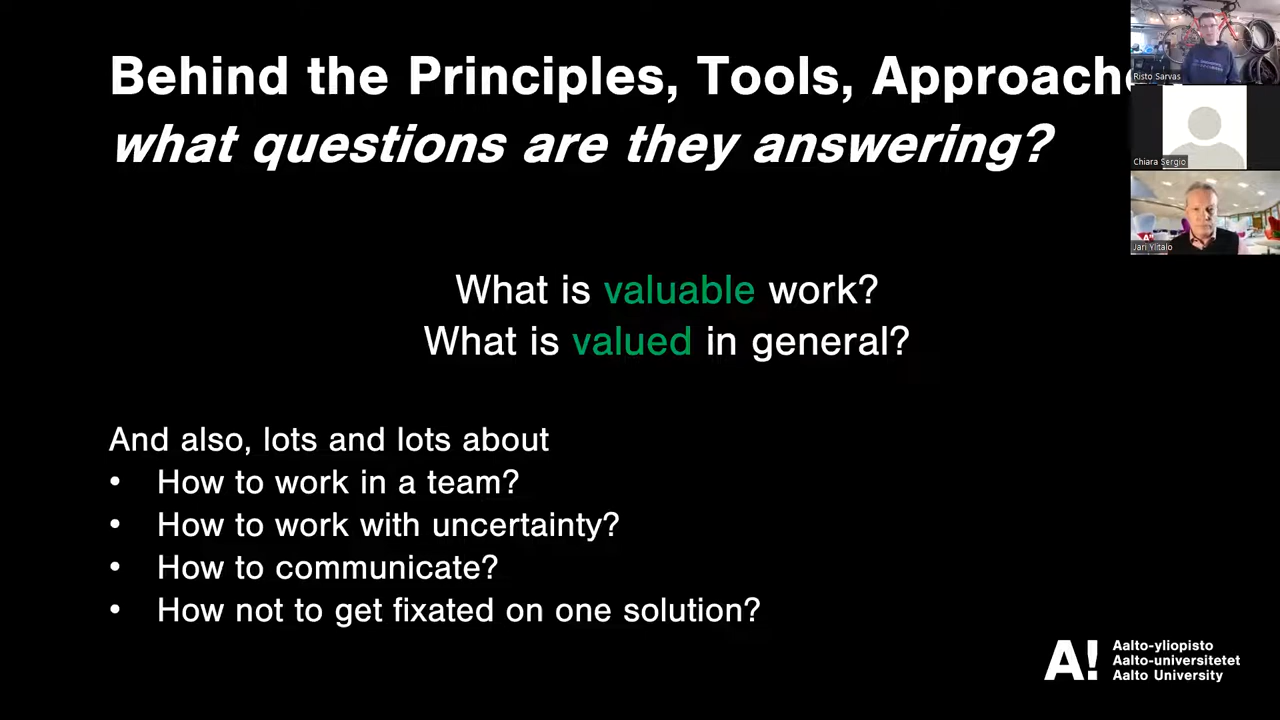 Behind the Principles, Tools, Approache
what questions are they answering?
What is valuable work?
What is valued in general?
And also, lots and lots about
• How to work in a team?
• How to work with uncertainty?
• How to communicate?
• How not to get fixated on one solution?
Risto Sarvas
Chiara Sergio
Jari Ylitalo
A! Aalto-yliopisto
Aalto-universitetet
Aalto University